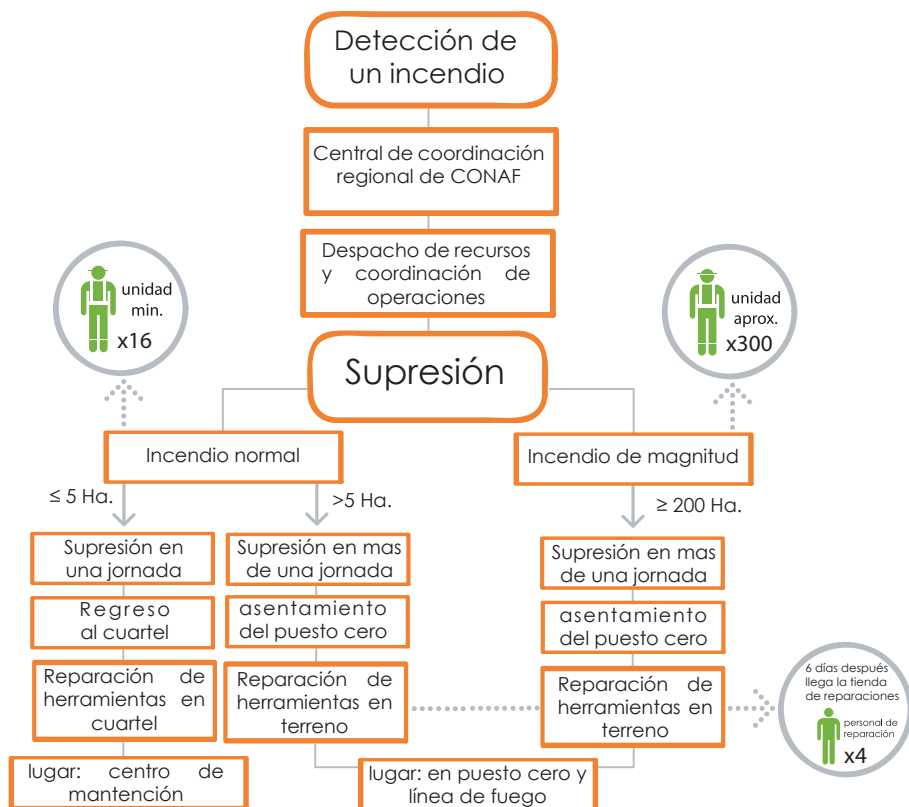 Detección de
un incendio
Central de coordinación
regional de CONAF
Despacho de recursos
y coordinación de
operaciones
unidad
min.
x16
unidad
aprox.
x300
Supresión
Incendio normal
Incendio de magnitud
≤ 5 Ha.
>5 Ha.
≥ 200 Ha.
Supresión en
una jornada
Regreso
al cuartel
Reparación de
herramientas en
cuartel
lugar: centro de
mantención
Supresión en mas
de una jornada
asentamiento
del puesto cero
Reparación de
herramientas en
terreno
Supresión en mas
de una jornada
asentamiento
del puesto cero
Reparación de
herramientas en
terreno
lugar: en puesto cero y
línea de fuego
6 días después
llega la tienda
de reparaciones
personal de
reparación
x4